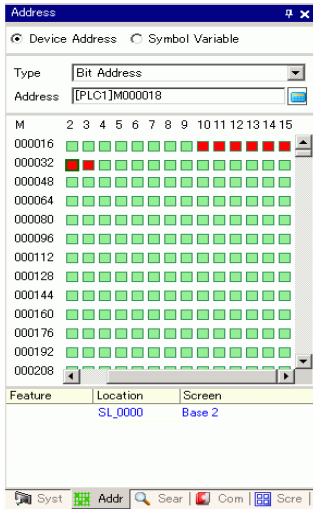 Address
Device Address Symbol Variable
Type Bit Address
Address [PLC1]M000018
M 2 3 4 5 6 7 8 9 10 11 12 13 14 15
000016
000032
000048
000064
000080
000096
000112
000128
000144
000160
000176
000192
000208
Feature Location Screen
SL_0000 Base 2
Syst Addr Sear Com Scre